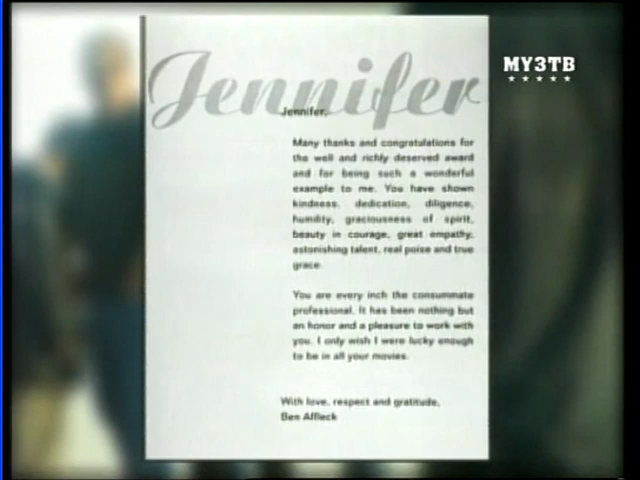 МУЗТВ
Jennifer
Jennifer,
Many thanks and congratulations for
the well and richly deserved award
and for being such a wonderful
example to me. You have shown
kindness, dedication, diligence,
humility, graciousness of spirit,
beauty in courage, great empathy,
astonishing talent, real poise and true
grace.
You are every inch the consummate
professional. It has been nothing but
an honor and a pleasure to work with
you. I only wish I were lucky enough
to be in all your movies.
With love, respect and gratitude,
Ben Affleck